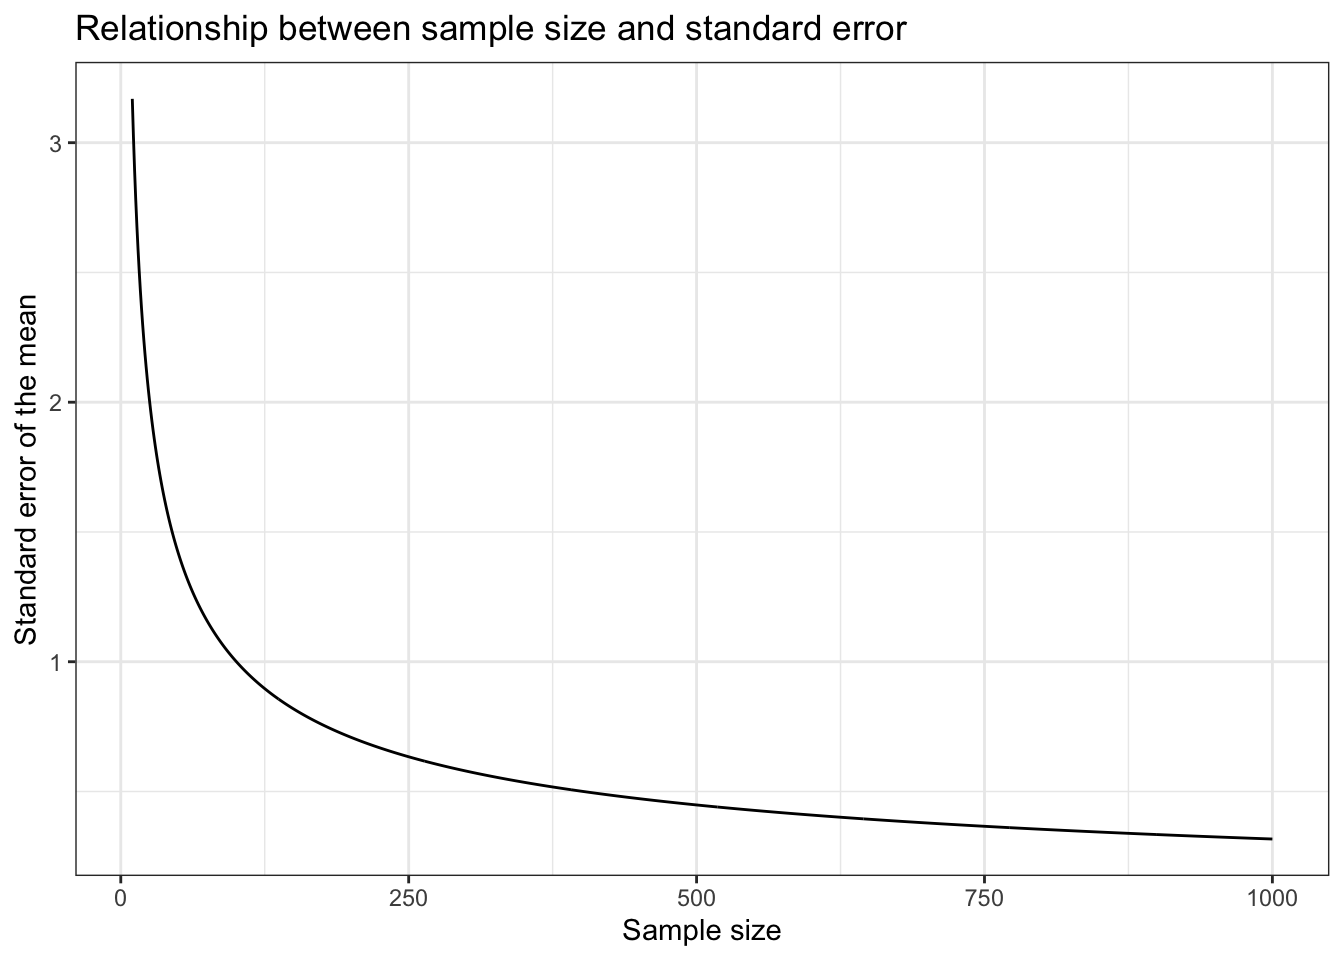 Relationship between sample size and standard error
Standard error of the mean
3
2
1
0
250
500
750
1000
Sample size